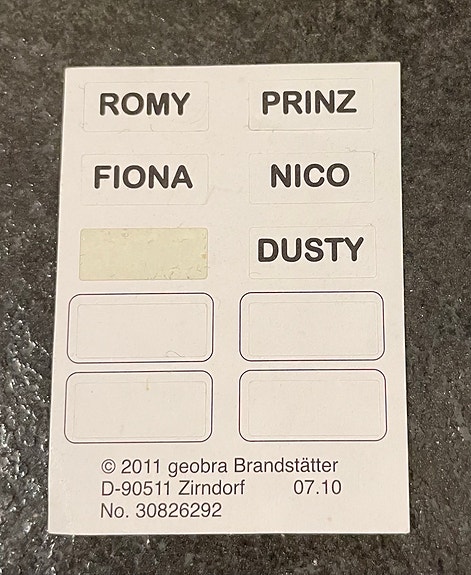 ROMY PRINZ
FIONA NICO
DUSTY
© 2011 geobra Brandstätter
D-90511 Zirndorf 07.10
No. 30826292